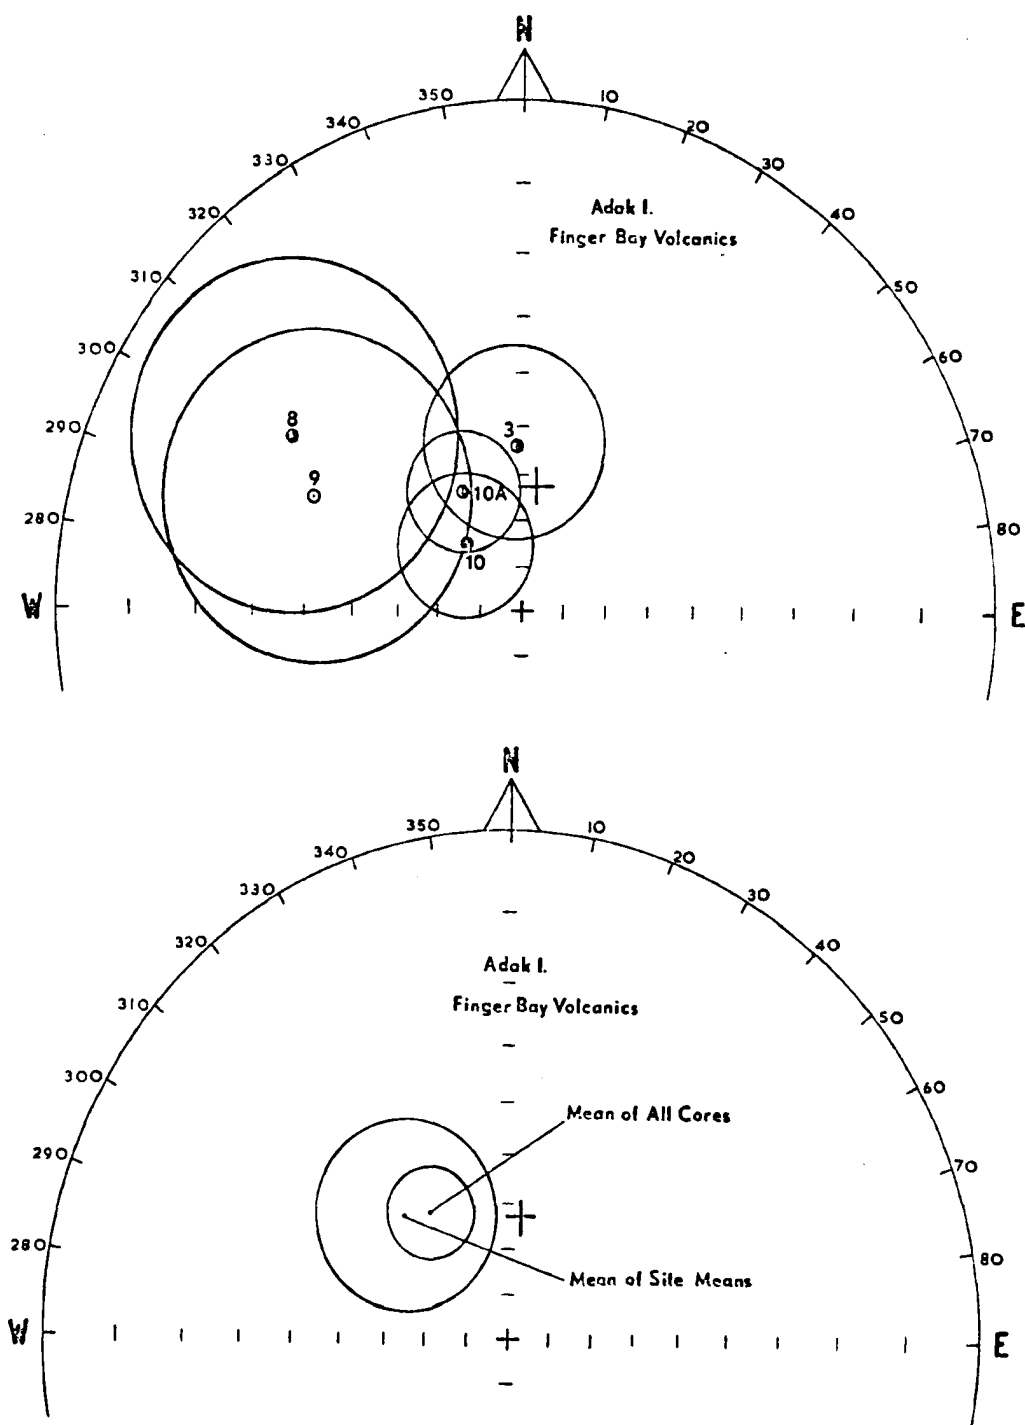 N
350
10
340
20
330
30
320
40
310
50
300
60
290
70
280
80
W
E
Adak I.
Finger Bay Volcanics
8
9
3
10A
10
N
350
10
340
20
330
30
320
40
310
50
300
60
290
70
280
80
W
E
Adak I.
Finger Bay Volcanics
Mean of All Cores
Mean of Site Means